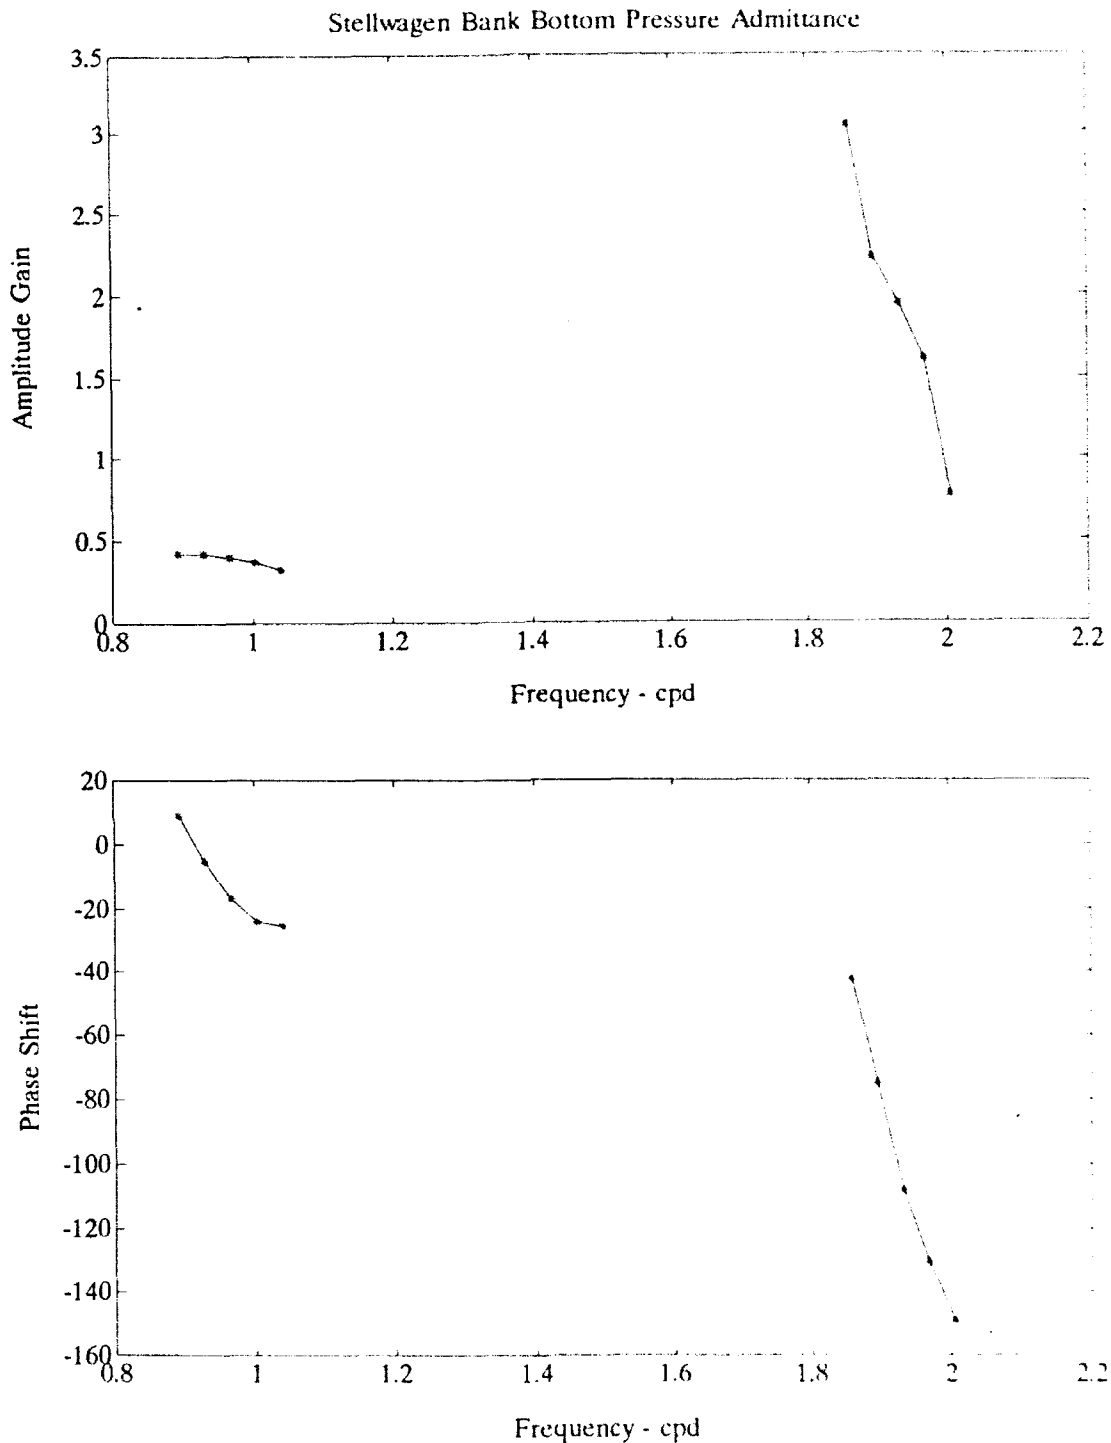 Stellwagen Bank Bottom Pressure Admittance
3.5
3
2.5
2
1.5
1
0.5
0
Amplitude Gain
0.8 1 1.2 1.4 1.6 1.8 2 2.2
Frequency - cpd
20
0
-20
-40
-60
-80
-100
-120
-140
-160
Phase Shift
0.8 1 1.2 1.4 1.6 1.8 2 2.2
Frequency - cpd